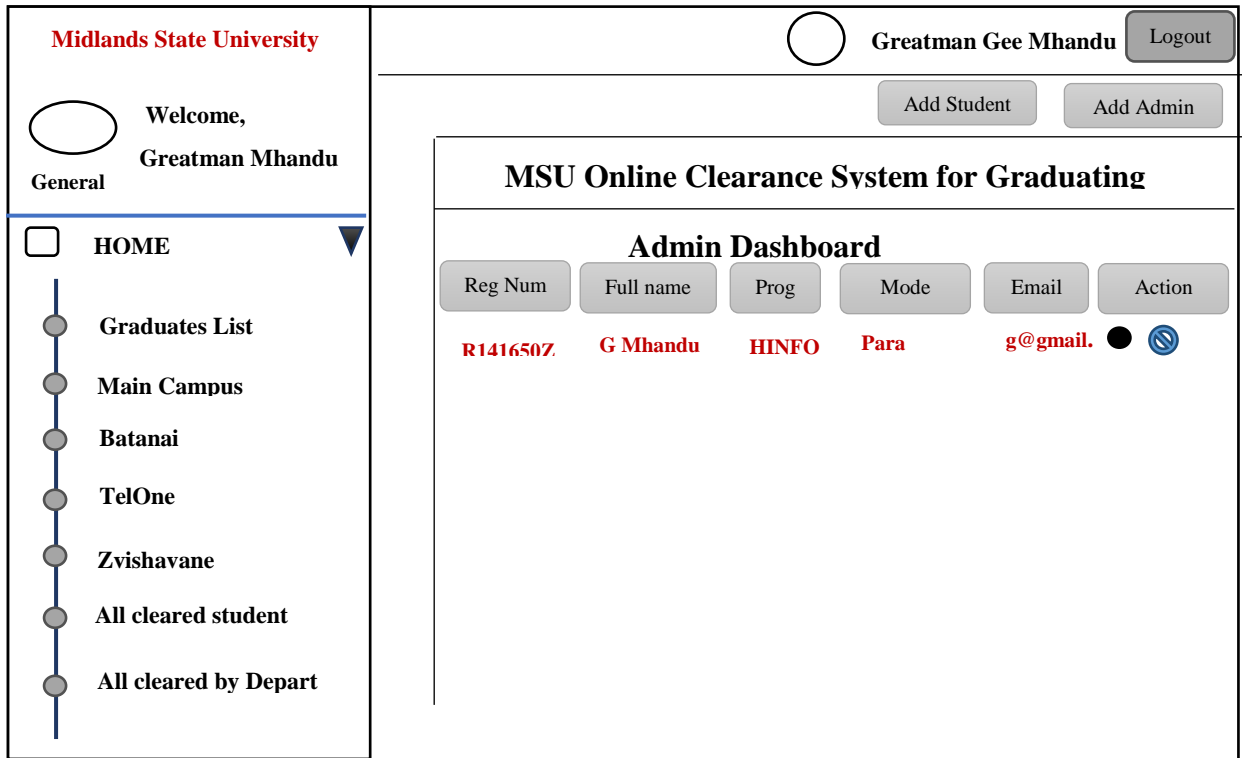 Midlands State University
Welcome,
Greatman Mhandu
General
HOME
Graduates List
Main Campus
Batanai
TelOne
Zvishavane
All cleared student
All cleared by Depart
Greatman Gee Mhandu
Logout
Add Student Add Admin
MSU Online Clearance System for Graduating
Admin Dashboard
Reg Num Full name Prog Mode Email Action
R141650Z G Mhandu HINFO Para g@gmail.